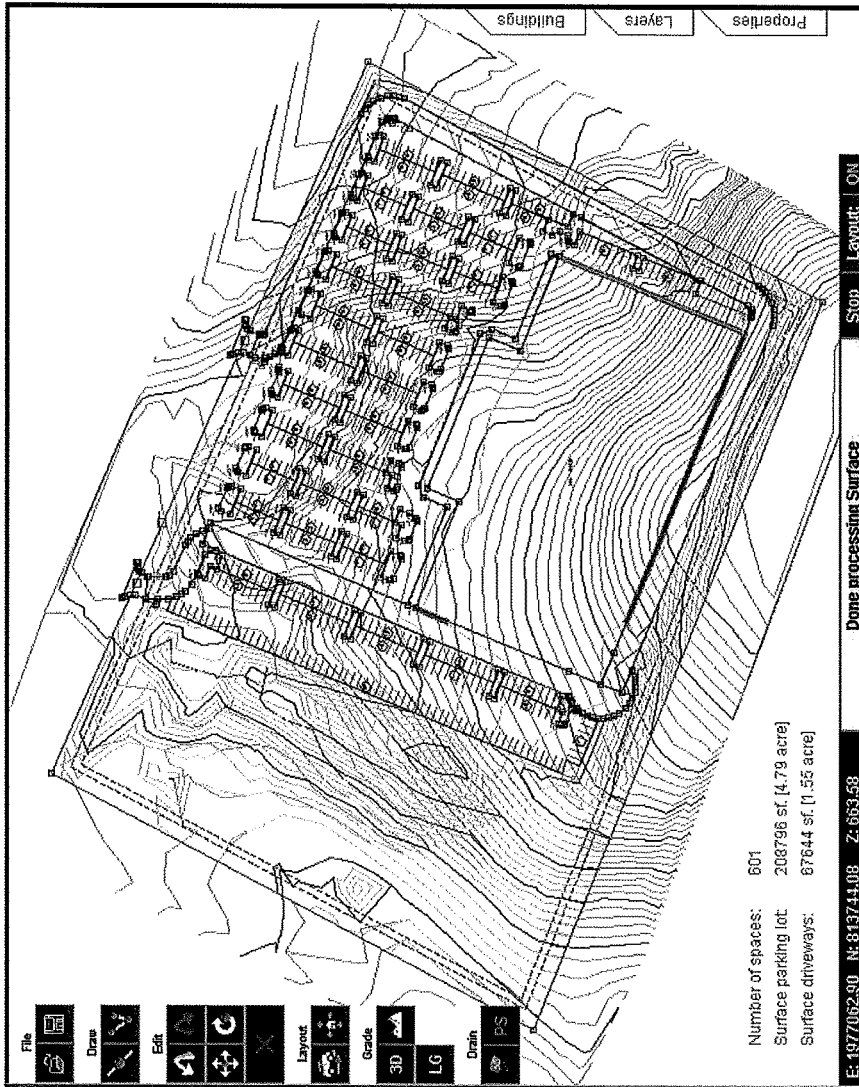 File
Draw
Edit
Layout
Grade
3D
LG
Drain
PS
Buildings
Layers
Properties
Number of spaces: 601
Surface parking lot: 208796 sf. [4.79 acre]
Surface driveways: 67644 sf. [1.55 acre]
E: 1977062.90 N: 813744.08 Z: 663.58 Done processing Surface Stop Layout: ON